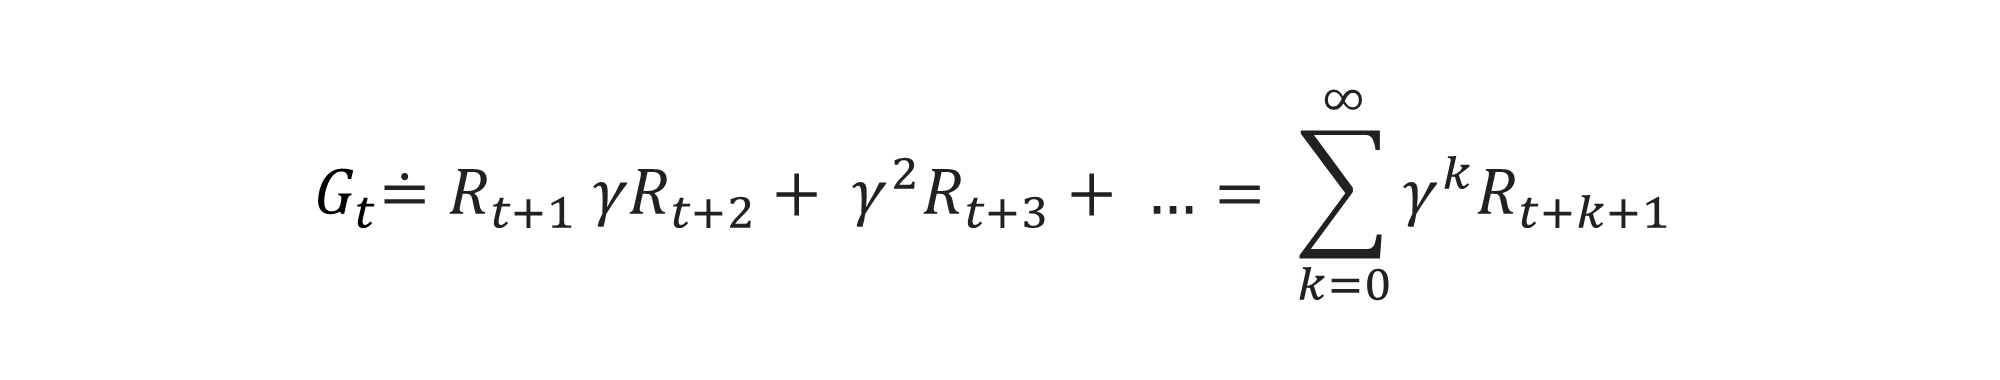 G_t ≐ R_{t+1} γR_{t+2} + γ^2 R_{t+3} + ... = \sum_{k=0}^{∞} γ^k R_{t+k+1}